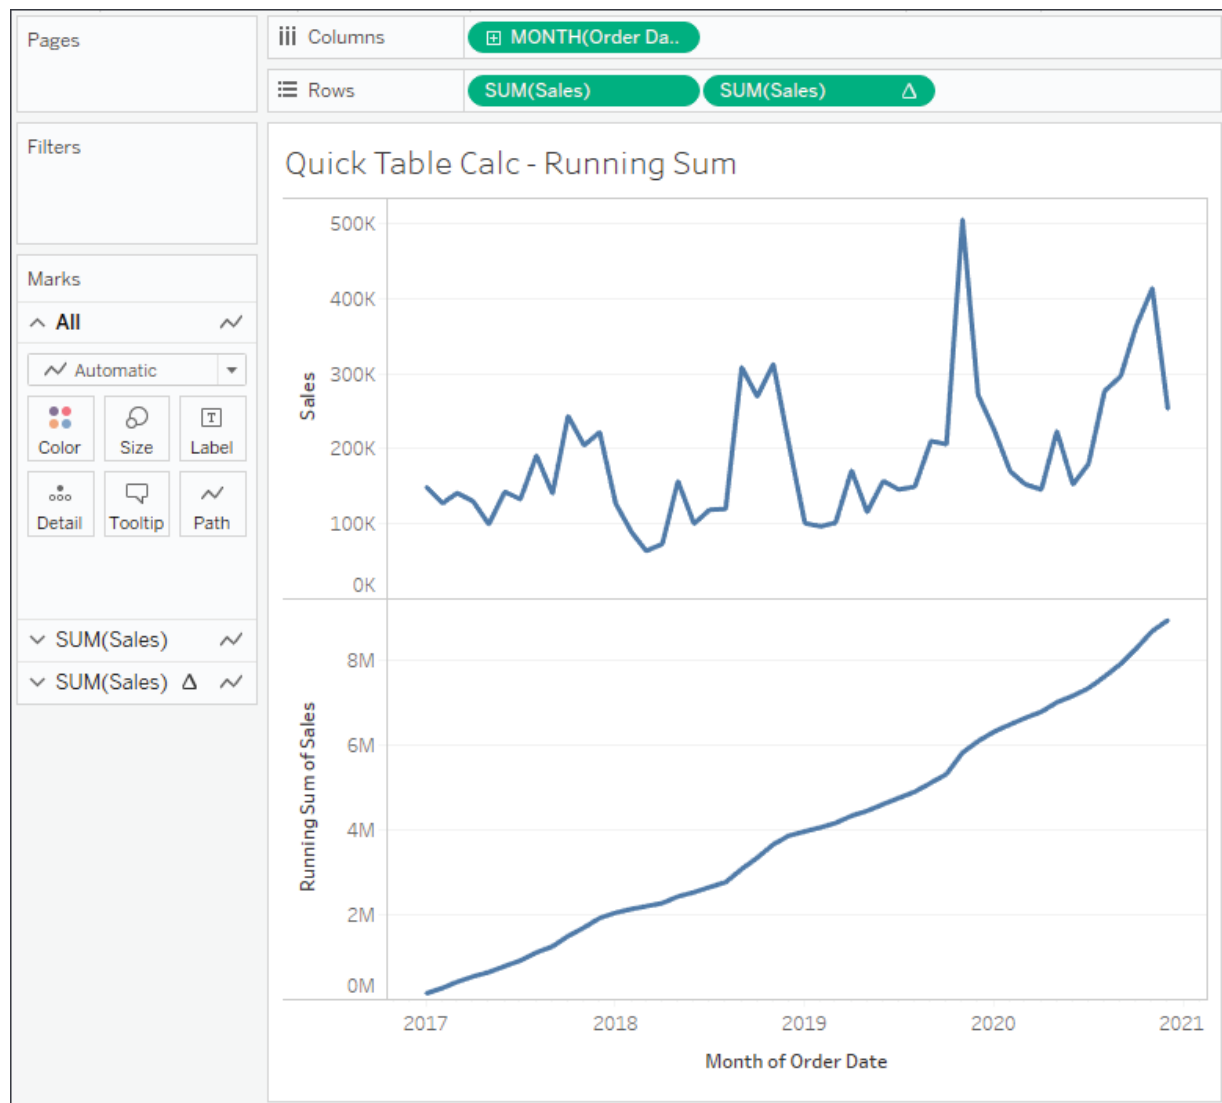 Pages
Columns
MONTH(Order Da..
Rows
SUM(Sales)
SUM(Sales) Δ
Filters
Marks
All
Automatic
Color
Size
T
Label
Detail
Tooltip
Path
SUM(Sales)
SUM(Sales) Δ
Quick Table Calc - Running Sum
500K
400K
300K
200K
100K
0K
Sales
8M
6M
4M
2M
0M
Running Sum of Sales
2017
2018
2019
2020
2021
Month of Order Date